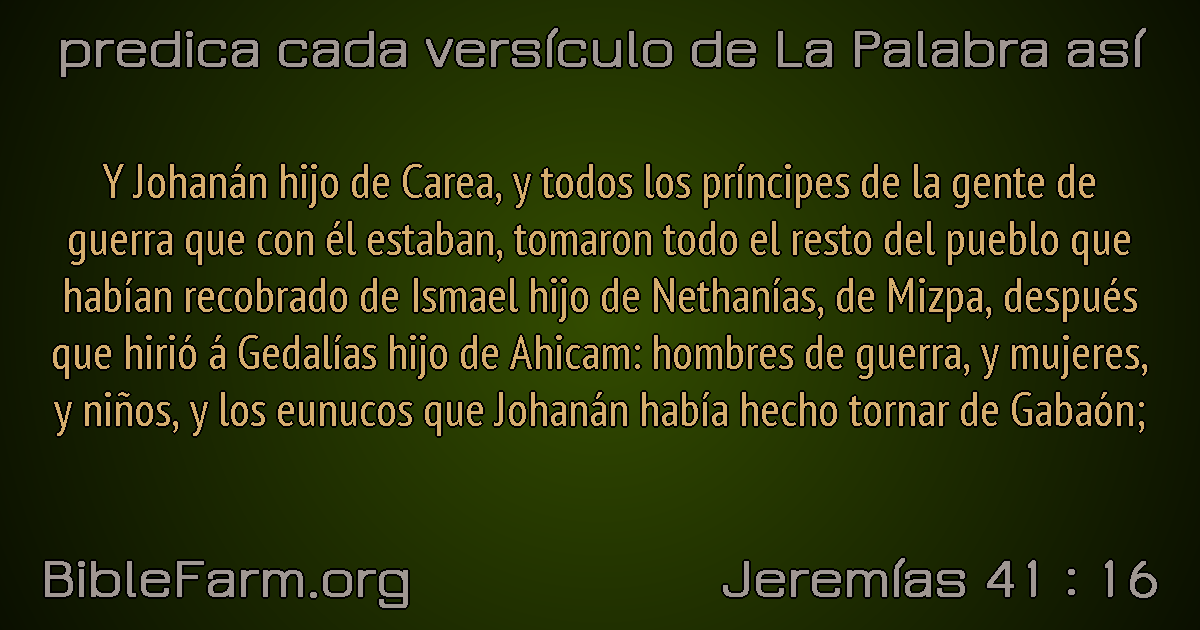 predica cada versículo de La Palabra así
Y Johanán hijo de Carea, y todos los príncipes de la gente de
guerra que con él estaban, tomaron todo el resto del pueblo que
habían recobrado de Ismael hijo de Nethanías, de Mizpa, después
que hirió á Gedalías hijo de Ahicam: hombres de guerra, y mujeres,
y niños, y los eunucos que Johanán había hecho tornar de Gabaón;
BibleFarm.org
Jeremías 41 : 16